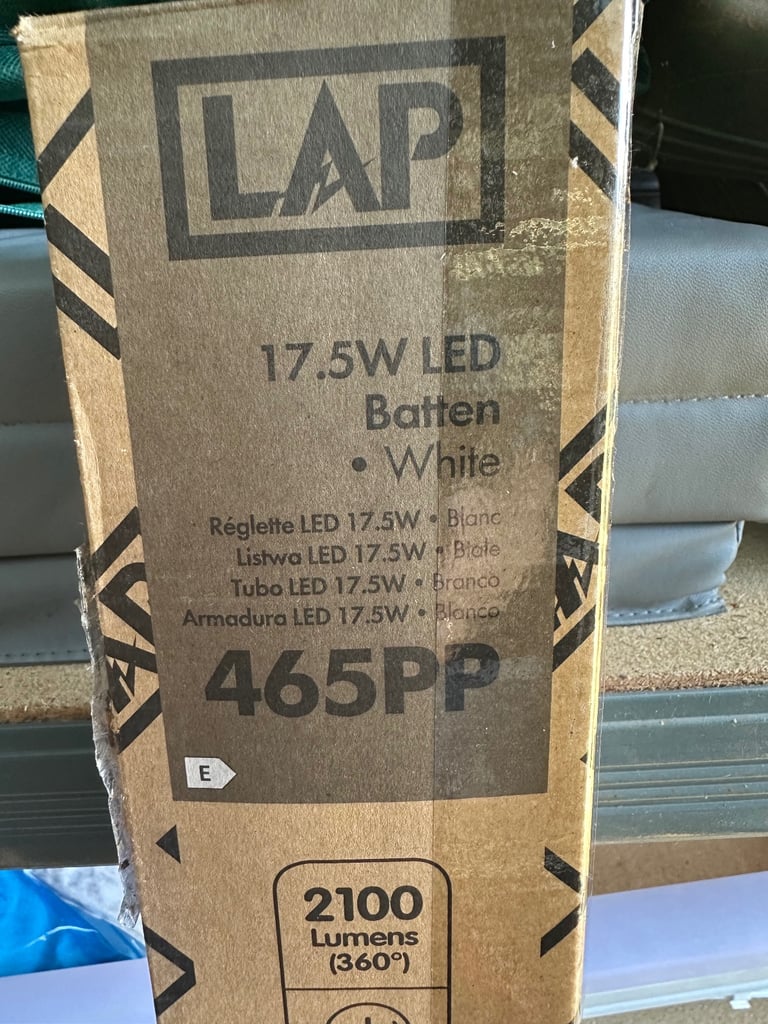 LAP
17.5W LED
Batten
• White
Réglette LED 17.5W • Blanc
Listwa LED 17.5W • Białe
Tubo LED 17.5W • Branco
Armadura LED 17.5W • Blanco
465PP
E
2100
Lumens
(360°)